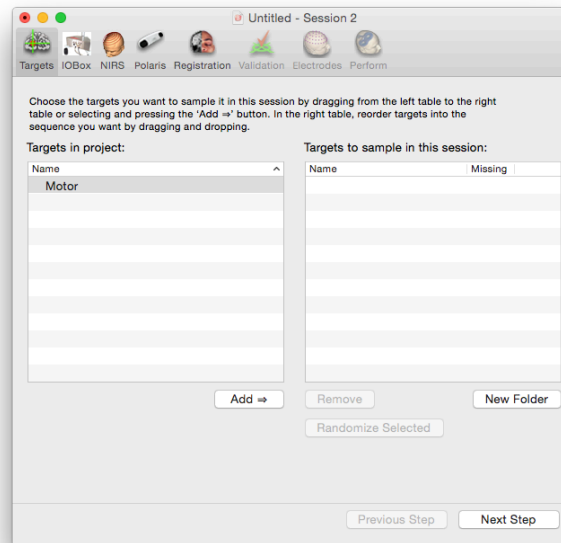 Untitled - Session 2
Targets IOBox NIRS Polaris Registration Validation Electrodes Perform
Choose the targets you want to sample it in this session by dragging from the left table to the right
table or selecting and pressing the 'Add ⇒' button. In the right table, reorder targets into the
sequence you want by dragging and dropping.
Targets in project: Targets to sample in this session:
Name Name Missing
Motor
Add ⇒ Remove New Folder
Randomize Selected
Previous Step Next Step